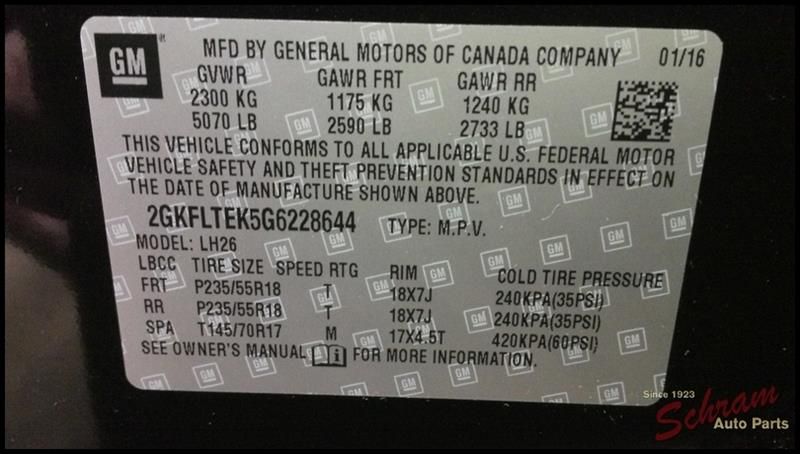 GM MFD BY GENERAL MOTORS OF CANADA COMPANY 01/16
GVWR GAWR FRT GAWR RR
2300 KG 1175 KG 1240 KG
5070 LB 2590 LB 2733 LB
THIS VEHICLE CONFORMS TO ALL APPLICABLE U.S. FEDERAL MOTOR
VEHICLE SAFETY AND THEFT PREVENTION STANDARDS IN EFFECT ON
THE DATE OF MANUFACTURE SHOWN ABOVE.
2GKFLTEK5G6228644 TYPE: M.P.V.
MODEL: LH26
LBCC TIRE SIZE SPEED RTG RIM COLD TIRE PRESSURE
FRT P235/55R18 T 18X7J 240KPA(35PSI)
RR P235/55R18 T 18X7J 240KPA(35PSI)
SPA T145/70R17 M 17X4.5T 420KPA(60PSI)
SEE OWNER'S MANUAL i FOR MORE INFORMATION.
Since 1923
Schram
Auto Parts